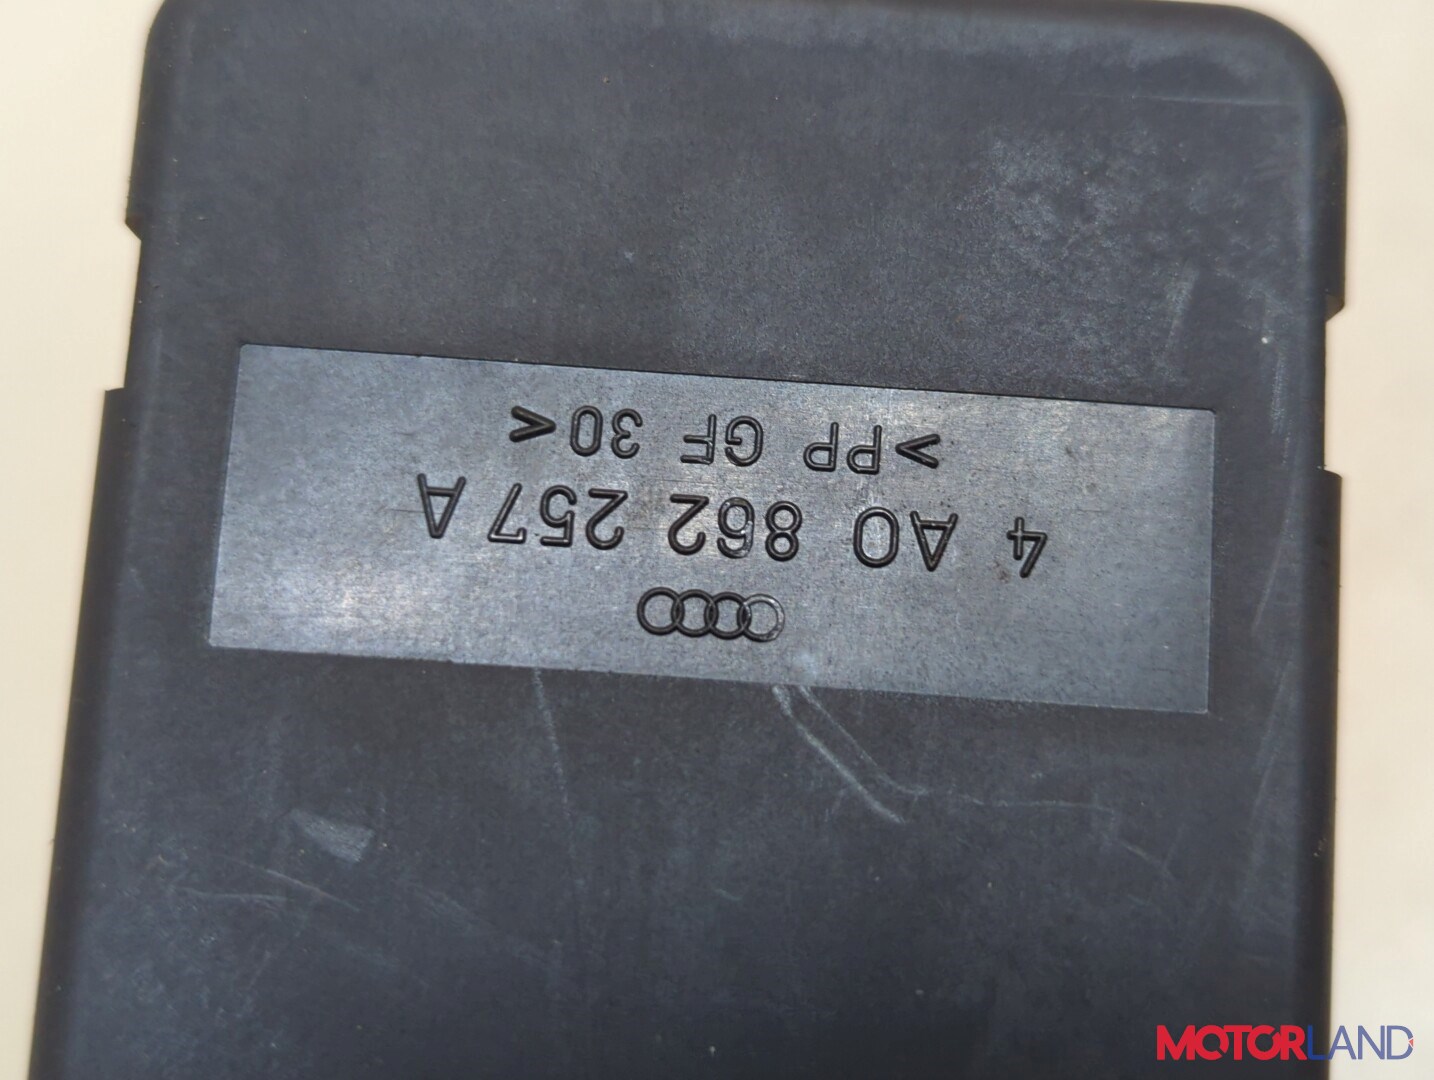 4 A0 862 257 A
>PP GF 30<
MOTORLAND